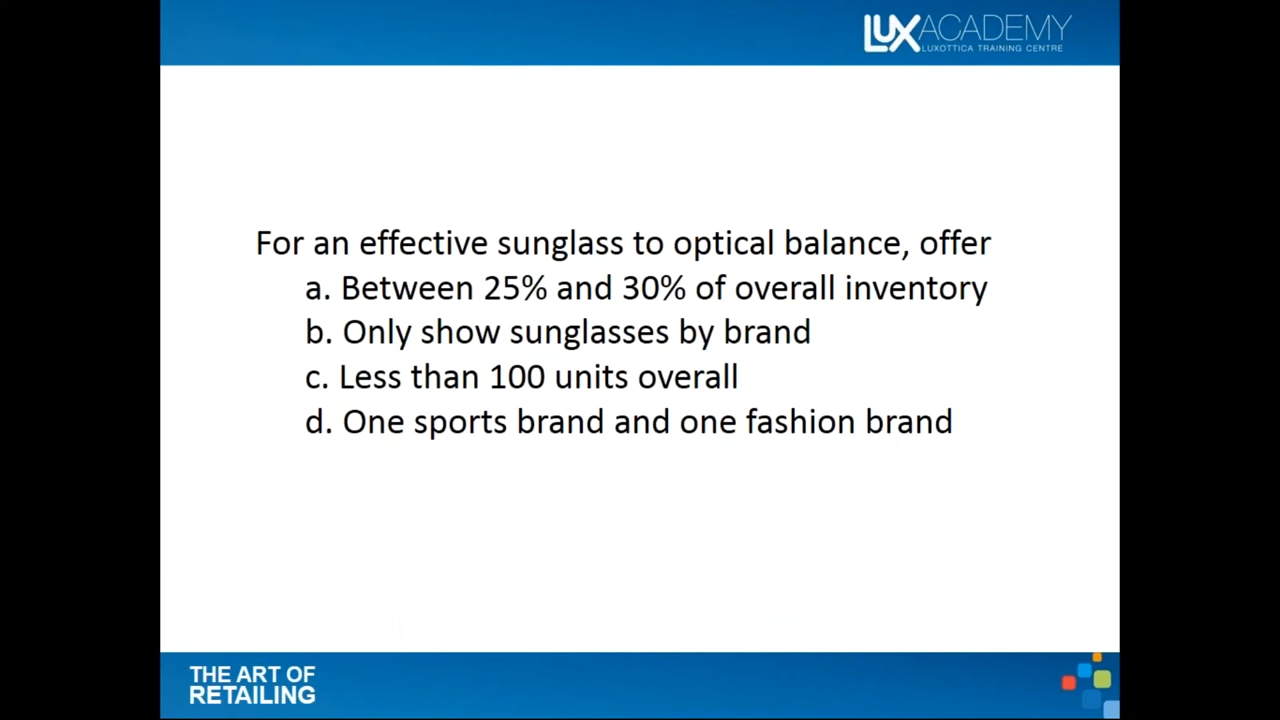 LUXACADEMY
LUXOTTICA TRAINING CENTRE
For an effective sunglass to optical balance, offer
a. Between 25% and 30% of overall inventory
b. Only show sunglasses by brand
c. Less than 100 units overall
d. One sports brand and one fashion brand
THE ART OF
RETAILING